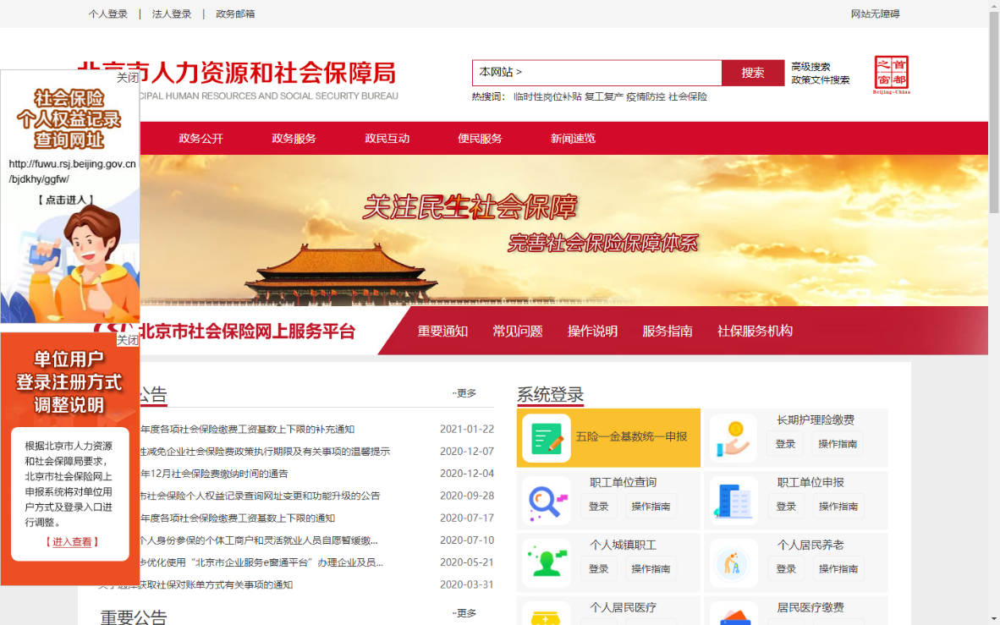 个人登录 | 法人登录 | 政务邮箱
网站无障碍
市人力资源和社会保障局
CIPAL HUMAN RESOURCES AND SOCIAL SECURITY BUREAU
本网站 >
搜索
高级搜索
政策文件搜索
首都之窗
Beijing-China
热搜词： 临时性岗位补贴 复工复产 疫情防控 社会保险
政务公开 政务服务 政民互动 便民服务 新闻速览
关注民生社会保障
完善社会保险保障体系
关闭
社会保险
个人权益记录
查询网址
http://fuwu.rsj.beijing.gov.cn
/bjdkhy/ggfw/
【 点击进入 】
北京市社会保险网上服务平台
重要通知 常见问题 操作说明 服务指南 社保服务机构
关闭
单位用户
登录注册方式
调整说明
根据北京市人力资源
和社会保障局要求，
北京市社会保险网上
申报系统将对单位用
户方式及登录入口进
行调整。
【 进入查看 】
公告
··更多
年度各项社会保险缴费工资基数上下限的补充通知 2021-01-22
性减免企业社会保险费政策执行期限及有关事项的温馨提示 2020-12-07
年12月社会保险费缴纳时间的通告 2020-12-04
市社会保险个人权益记录查询网址变更和功能升级的公告 2020-09-28
年度各项社会保险缴费工资基数上下限的通知 2020-07-17
个人身份参保的个体工商户和灵活就业人员自愿暂缓缴... 2020-07-10
步优化使用“北京市企业服务e窗通平台”办理企业及员... 2020-05-21
获取社保对账单方式有关事项的通知 2020-03-31
重要公告
··更多
系统登录
五险一金基数统一申报
长期护理险缴费
登录 操作指南
职工单位查询
登录 操作指南
职工单位申报
登录 操作指南
个人城镇职工
登录 操作指南
个人居民养老
登录 操作指南
个人居民医疗
居民医疗缴费